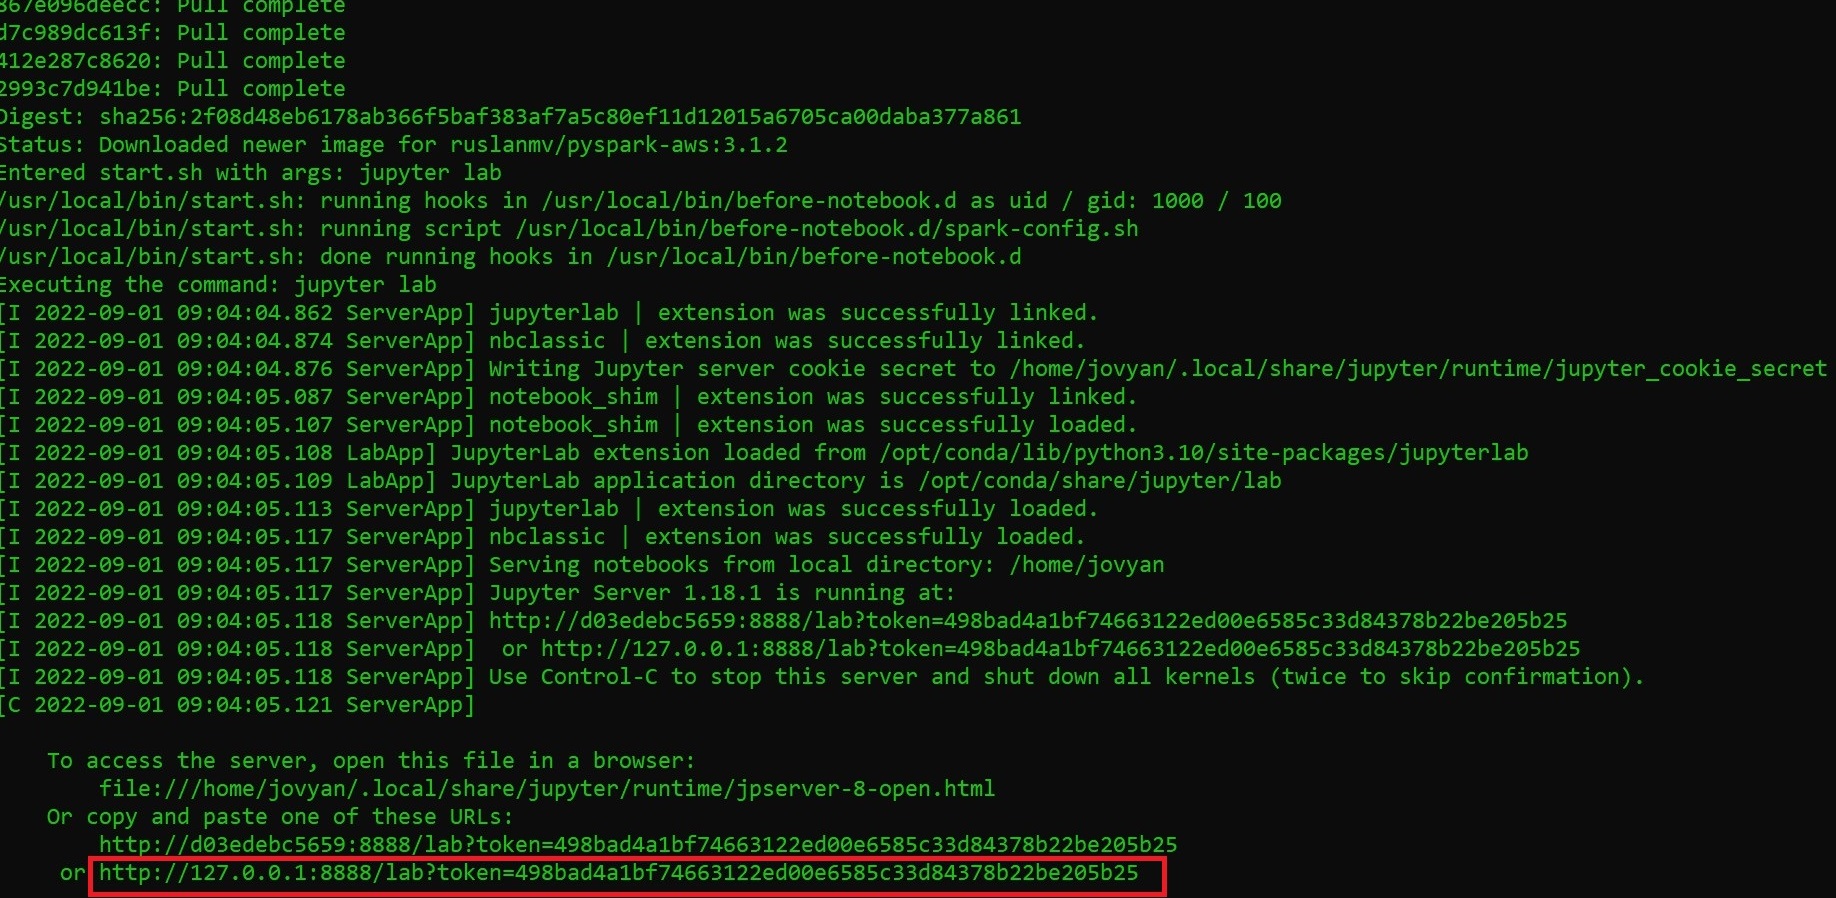 867e096deecc: Pull complete
d7c989dc613f: Pull complete
412e287c8620: Pull complete
2993c7d941be: Pull complete
Digest: sha256:2f08d48eb6178ab366f5baf383af7a5c80ef11d12015a6705ca00daba377a861
Status: Downloaded newer image for ruslanmv/pyspark-aws:3.1.2
Entered start.sh with args: jupyter lab
/usr/local/bin/start.sh: running hooks in /usr/local/bin/before-notebook.d as uid / gid: 1000 / 100
/usr/local/bin/start.sh: running script /usr/local/bin/before-notebook.d/spark-config.sh
/usr/local/bin/start.sh: done running hooks in /usr/local/bin/before-notebook.d
Executing the command: jupyter lab
[I 2022-09-01 09:04:04.862 ServerApp] jupyterlab | extension was successfully linked.
[I 2022-09-01 09:04:04.874 ServerApp] nbclassic | extension was successfully linked.
[I 2022-09-01 09:04:04.876 ServerApp] Writing Jupyter server cookie secret to /home/jovyan/.local/share/jupyter/runtime/jupyter_cookie_secret
[I 2022-09-01 09:04:05.087 ServerApp] notebook_shim | extension was successfully linked.
[I 2022-09-01 09:04:05.107 ServerApp] notebook_shim | extension was successfully loaded.
[I 2022-09-01 09:04:05.108 LabApp] JupyterLab extension loaded from /opt/conda/lib/python3.10/site-packages/jupyterlab
[I 2022-09-01 09:04:05.109 LabApp] JupyterLab application directory is /opt/conda/share/jupyter/lab
[I 2022-09-01 09:04:05.113 ServerApp] jupyterlab | extension was successfully loaded.
[I 2022-09-01 09:04:05.117 ServerApp] nbclassic | extension was successfully loaded.
[I 2022-09-01 09:04:05.117 ServerApp] Serving notebooks from local directory: /home/jovyan
[I 2022-09-01 09:04:05.117 ServerApp] Jupyter Server 1.18.1 is running at:
[I 2022-09-01 09:04:05.118 ServerApp] http://d03edebc5659:8888/lab?token=498bad4a1bf74663122ed00e6585c33d84378b22be205b25
[I 2022-09-01 09:04:05.118 ServerApp]  or http://127.0.0.1:8888/lab?token=498bad4a1bf74663122ed00e6585c33d84378b22be205b25
[I 2022-09-01 09:04:05.118 ServerApp] Use Control-C to stop this server and shut down all kernels (twice to skip confirmation).
[C 2022-09-01 09:04:05.121 ServerApp]
To access the server, open this file in a browser:
file:///home/jovyan/.local/share/jupyter/runtime/jpserver-8-open.html
Or copy and paste one of these URLs:
http://d03edebc5659:8888/lab?token=498bad4a1bf74663122ed00e6585c33d84378b22be205b25
or http://127.0.0.1:8888/lab?token=498bad4a1bf74663122ed00e6585c33d84378b22be205b25